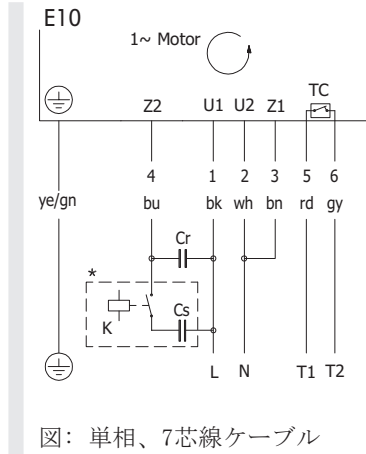 E10
1~ Motor
TC
Z2 U1 U2 Z1
4 1 2 3 5 6
ye/gn bu bk wh bn rd gy
Cr
*
K
Cs
L N T1 T2
図: 単相、7芯線ケーブル